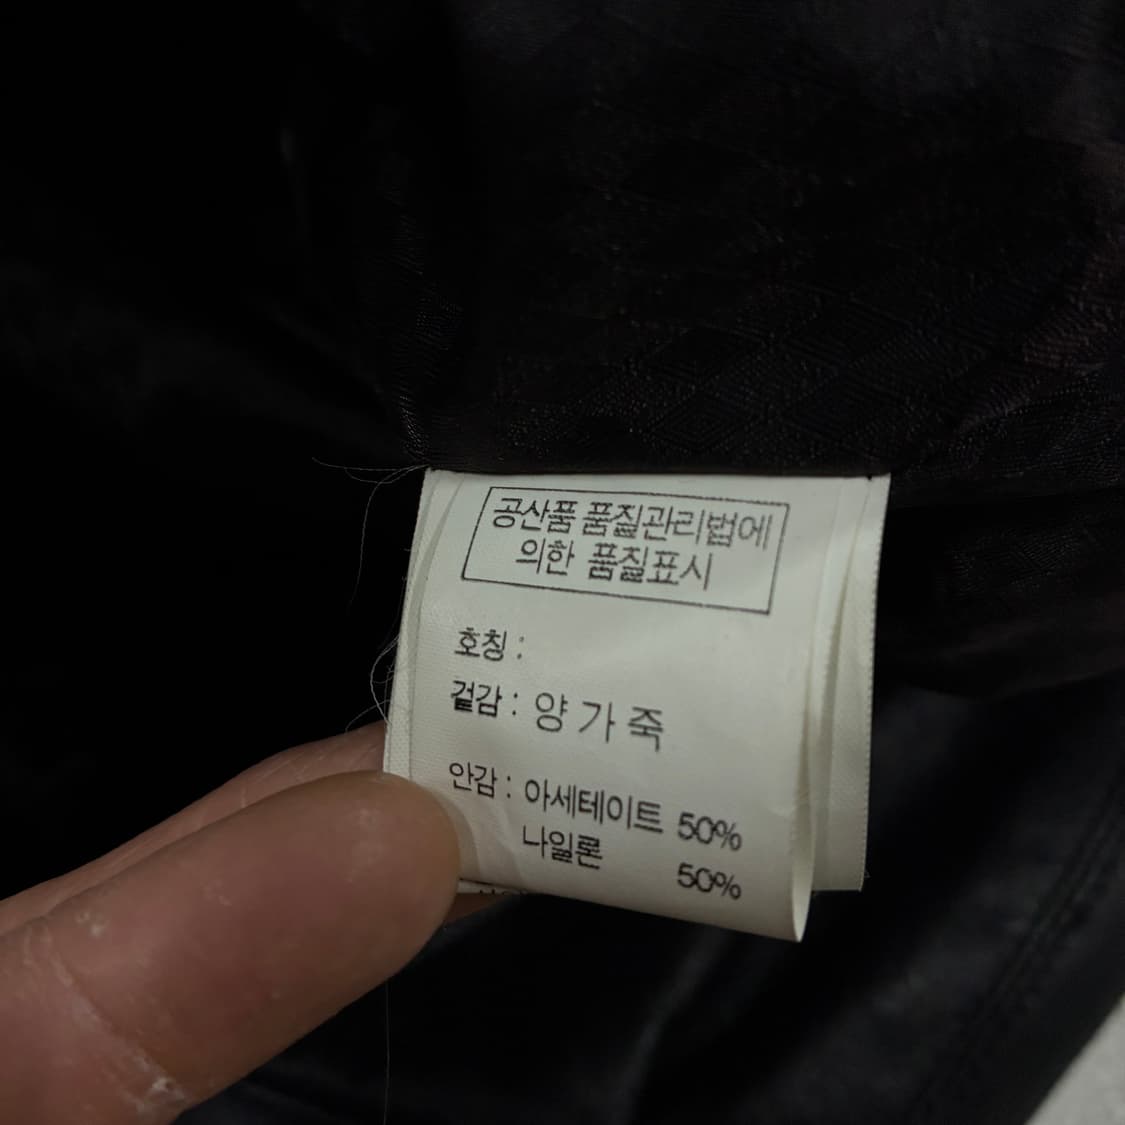 공산품 품질관리법에
의한 품질표시
호칭 :
겉감 : 양가죽
안감 : 아세테이트 50%
나일론 50%